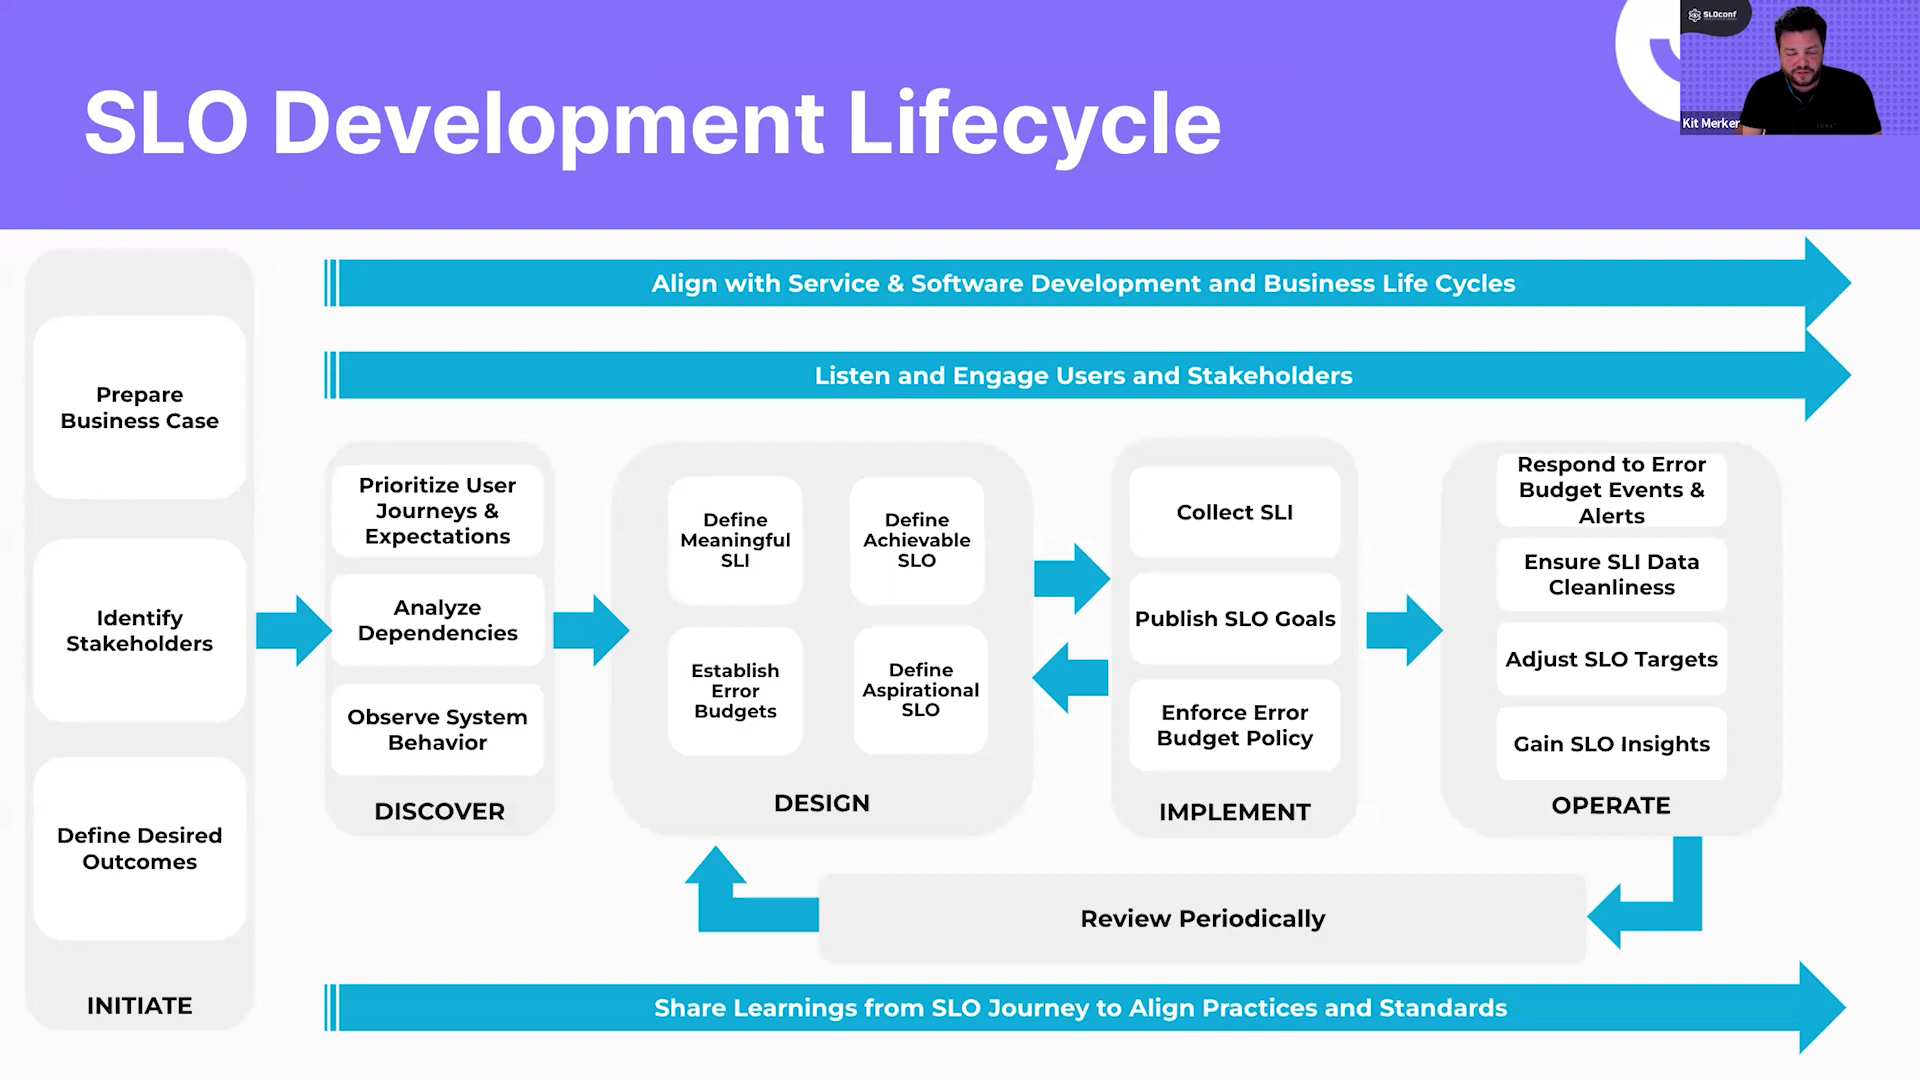 SLO Development Lifecycle
SLOconf
Kit Merker
Align with Service & Software Development and Business Life Cycles
Listen and Engage Users and Stakeholders
Prepare
Business Case
Identify
Stakeholders
Define Desired
Outcomes
INITIATE
Prioritize User
Journeys &
Expectations
Analyze
Dependencies
Observe System
Behavior
DISCOVER
Define
Meaningful
SLI
Define
Achievable
SLO
Establish
Error
Budgets
Define
Aspirational
SLO
DESIGN
Collect SLI
Publish SLO Goals
Enforce Error
Budget Policy
IMPLEMENT
Respond to Error
Budget Events &
Alerts
Ensure SLI Data
Cleanliness
Adjust SLO Targets
Gain SLO Insights
OPERATE
Review Periodically
Share Learnings from SLO Journey to Align Practices and Standards